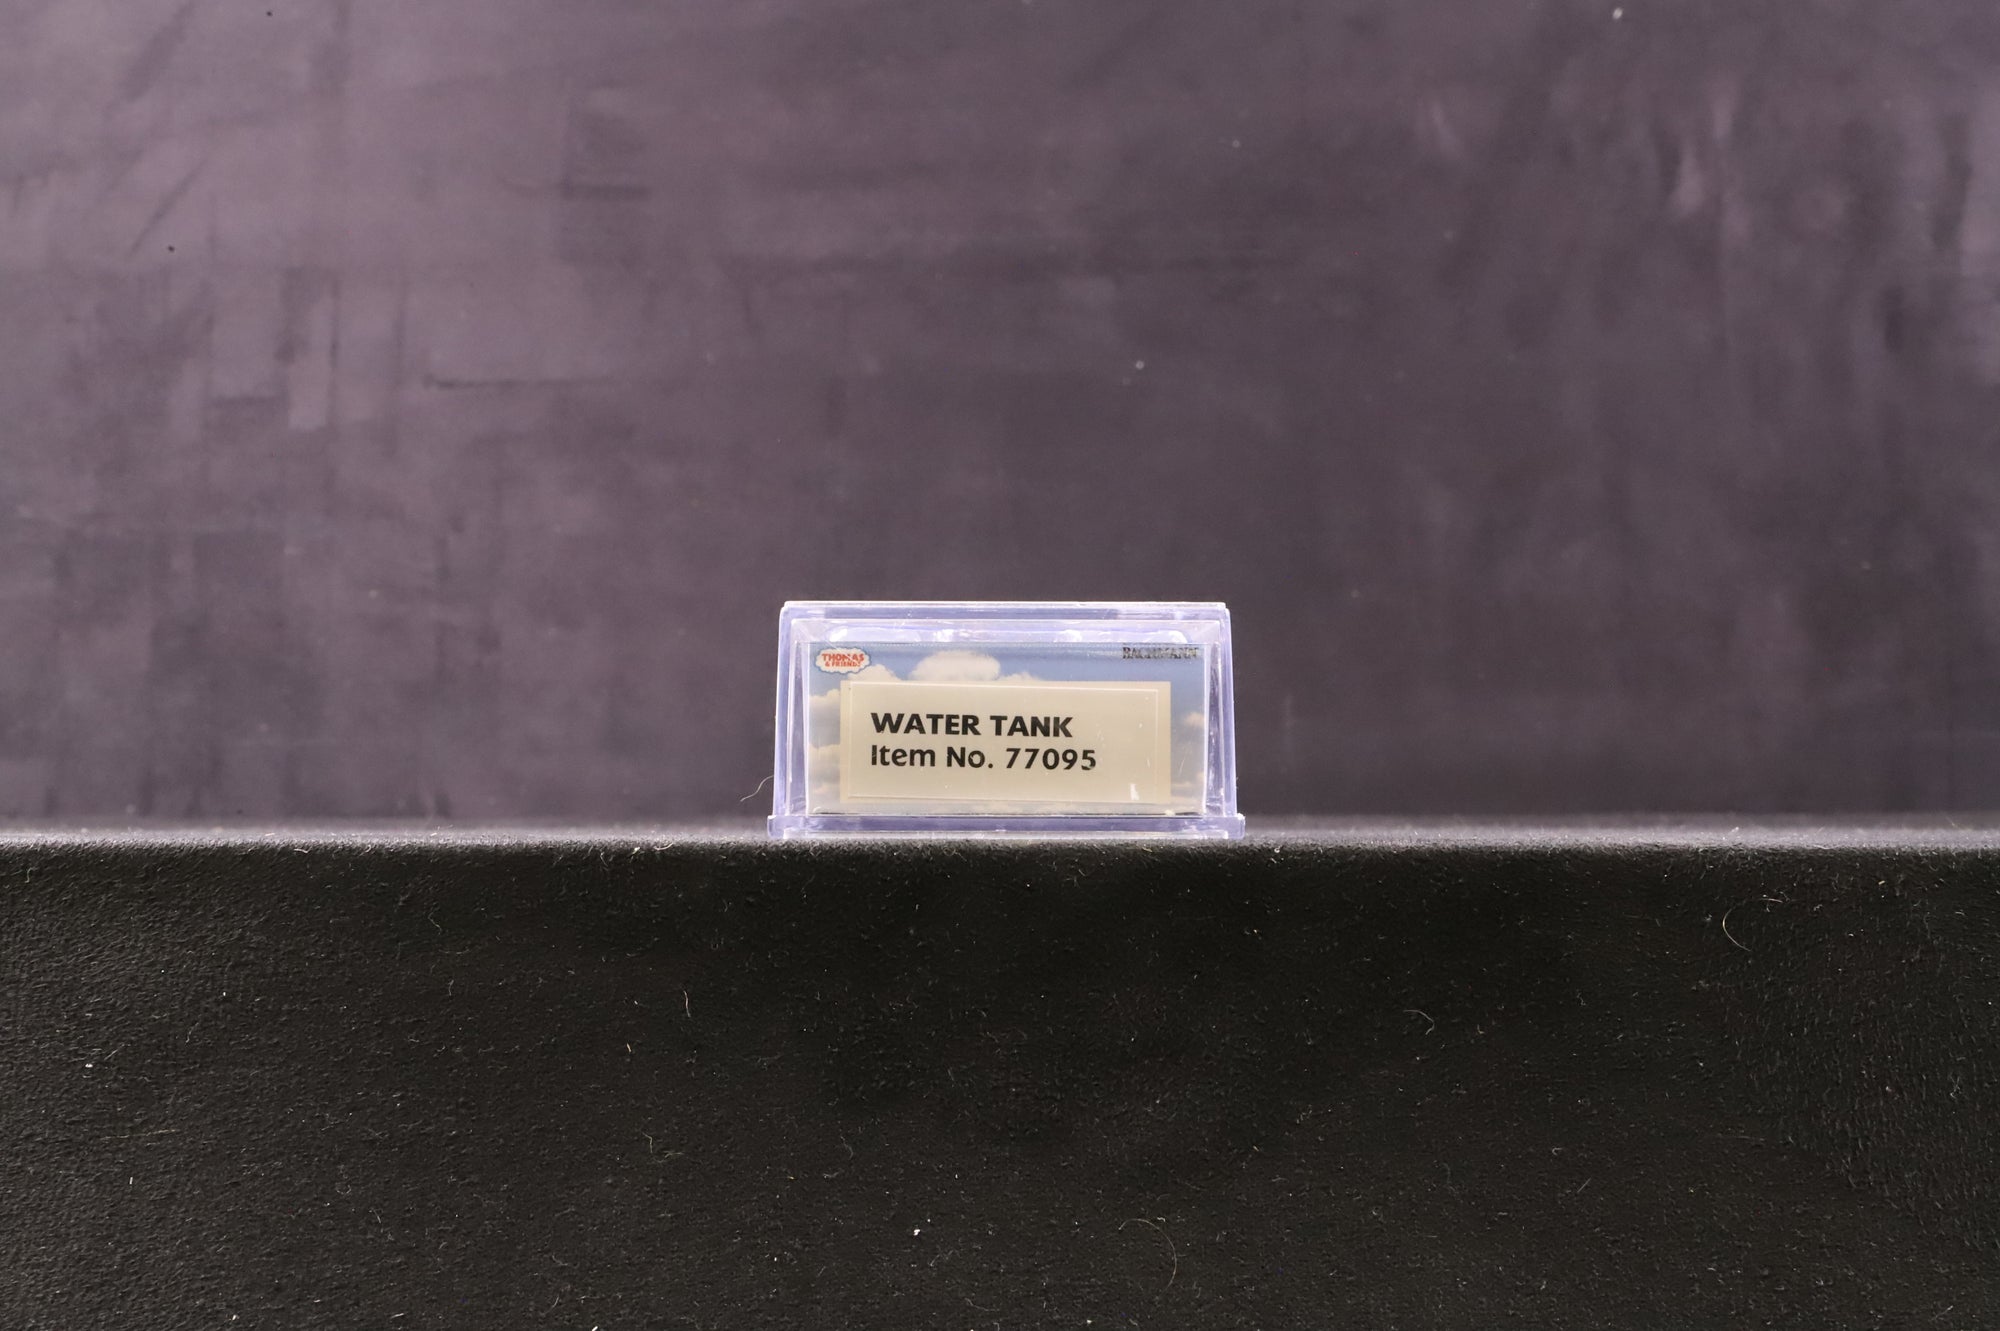 THOMAS
& FRIENDS
BACHMANN
WATER TANK
Item No. 77095